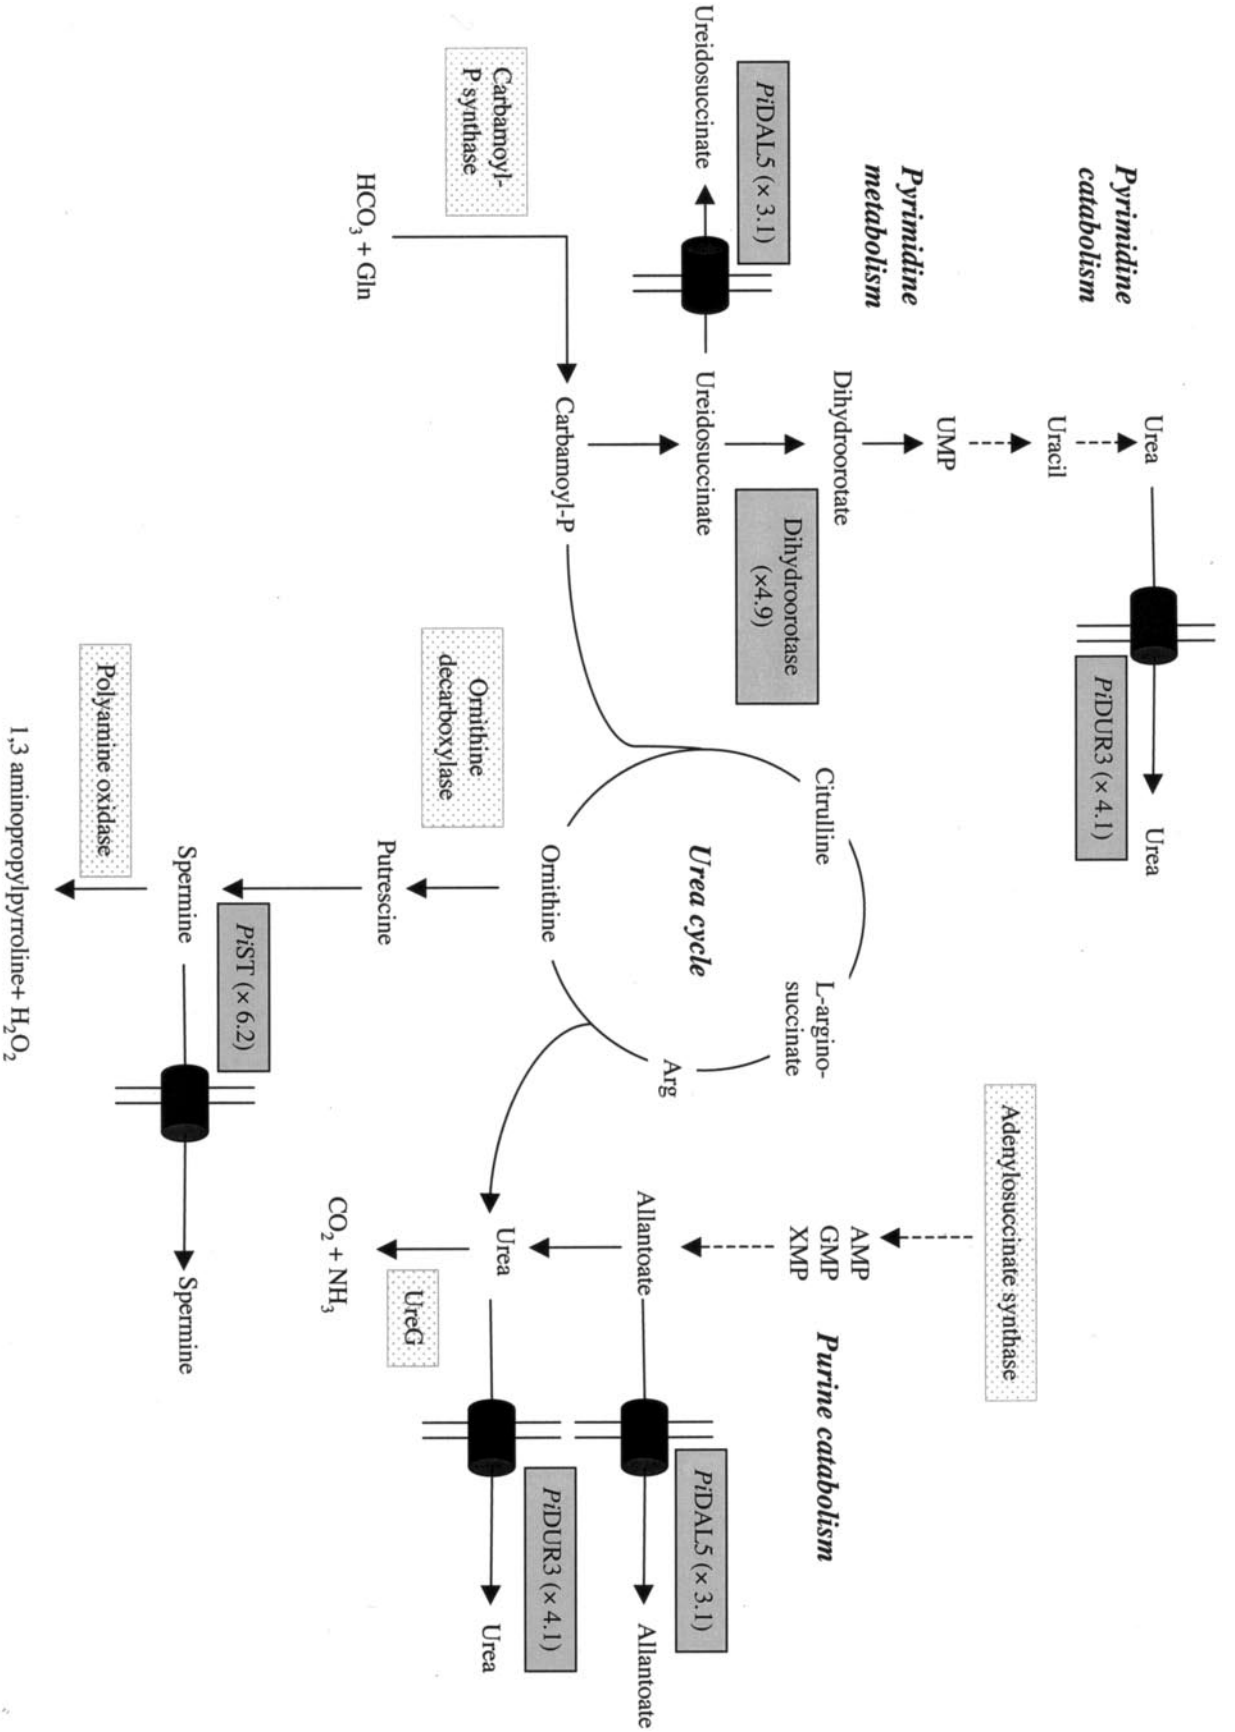 Pyrimidine
catabolism
Urea
Urea
PiDUR3 (× 4.1)
Uracil
Pyrimidine
metabolism
UMP
Dihydroorotate
Dihydroorotase
(×4.9)
PiDAL5 (× 3.1)
Ureidosuccinate
Ureidosuccinate
Carbamoyl-P
Carbamoyl-
P synthase
HCO3 + Gln
Citrulline
Urea cycle
L-argino-
succinate
Arg
Ornithine
Ornithine
decarboxylase
Putrescine
Polyamine oxidase
Spermine
PiST (× 6.2)
Spermine
1,3 aminopropylpyrroline+ H2O2
Adenylosuccinate synthase
AMP
GMP
XMP
Purine catabolism
Allantoate
PiDAL5 (× 3.1)
Allantoate
Urea
PiDUR3 (× 4.1)
Urea
UreG
CO2 + NH3